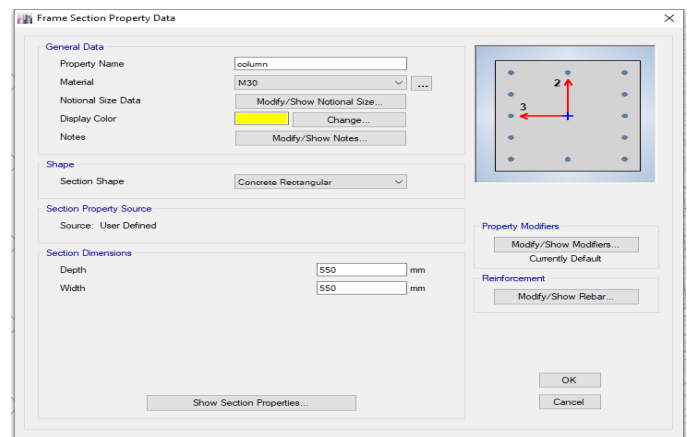 Frame Section Property Data
General Data
Property Name column
Material M30 ...
Notional Size Data Modify/Show Notional Size...
Display Color Change...
Notes Modify/Show Notes...
Shape
Section Shape Concrete Rectangular
Section Property Source
Source: User Defined
Section Dimensions
Depth 550 mm
Width 550 mm
Show Section Properties...
2
3
Property Modifiers
Modify/Show Modifiers...
Currently Default
Reinforcement
Modify/Show Rebar...
OK
Cancel